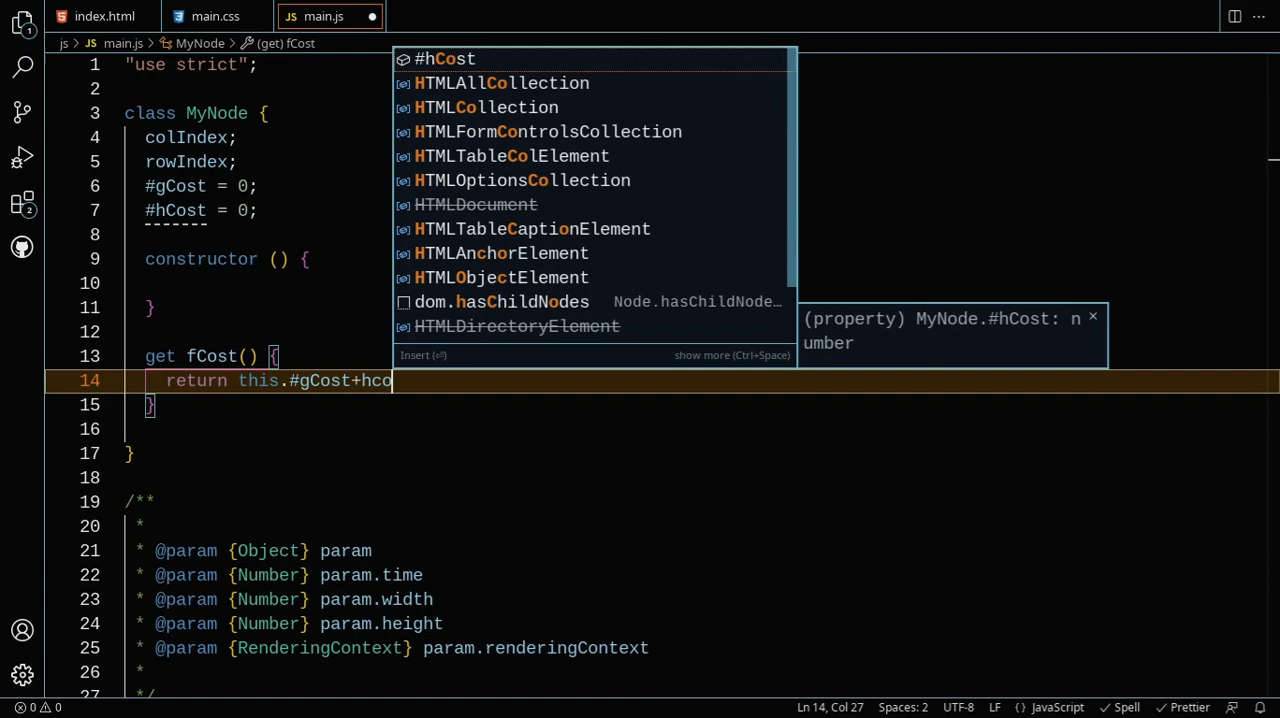 index.html main.css JS main.js
js > JS main.js > MyNode > (get) fCost
1 "use strict";
2
3 class MyNode {
4 colIndex;
5 rowIndex;
6 #gCost = 0;
7 #hCost = 0;
8
9 constructor () {
10
11 }
12
13 get fCost() {
14 return this.#gCost+hco
15 }
16
17 }
18
19 /**
20 *
21 * @param {Object} param
22 * @param {Number} param.time
23 * @param {Number} param.width
24 * @param {Number} param.height
25 * @param {RenderingContext} param.renderingContext
26 *
27 */
#hCost
HTMLAllCollection
HTMLCollection
HTMLFormControlsCollection
HTMLTableColElement
HTMLOptionsCollection
HTMLDocument
HTMLTableCaptionElement
HTMLAnchorElement
HTMLObjectElement
dom.hasChildNodes Node.hasChildNode…
HTMLDirectoryElement
Insert (⏎) show more (Ctrl+Space)
(property) MyNode.#hCost: n
umber
1
2
0 0 Ln 14, Col 27 Spaces: 2 UTF-8 LF {} JavaScript Spell Prettier